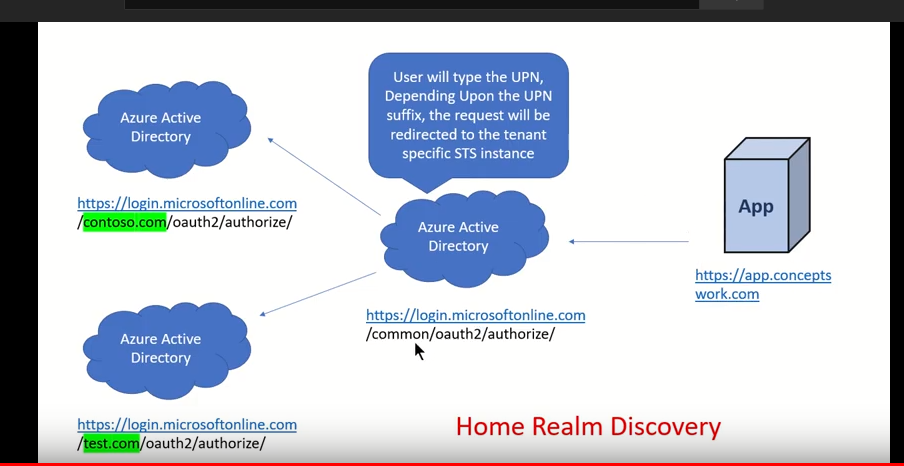 User will type the UPN,
Depending Upon the UPN
suffix, the request will be
redirected to the tenant
specific STS instance
Azure Active
Directory
https://login.microsoftonline.com
/contoso.com/oauth2/authorize/
Azure Active
Directory
https://login.microsoftonline.com
/common/oauth2/authorize/
App
https://app.concepts
work.com
Azure Active
Directory
https://login.microsoftonline.com
/test.com/oauth2/authorize/
Home Realm Discovery